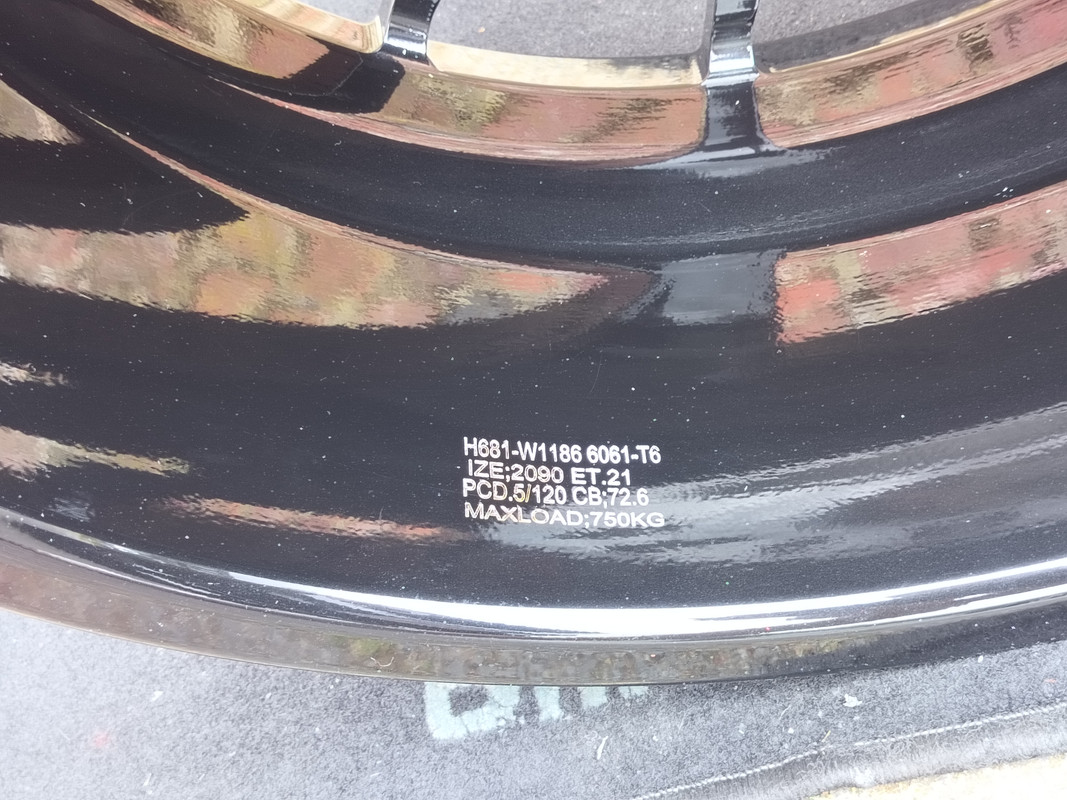 H681-W1186 6061-T6
IZE;2090 ET.21
PCD.5/120 CB;72.6
MAXLOAD;750KG